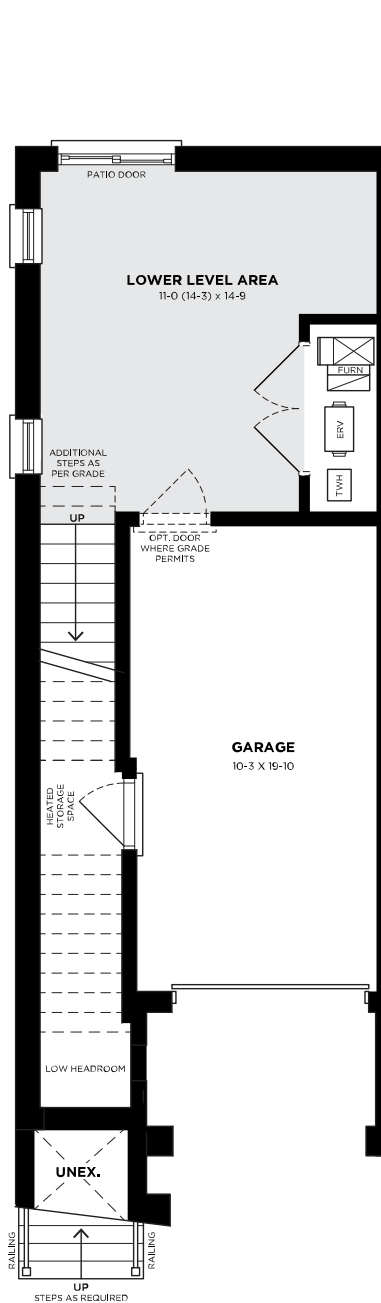 PATIO DOOR
LOWER LEVEL AREA
11-0 (14-3) x 14-9
FURN
ERV
TWH
ADDITIONAL
STEPS AS
PER GRADE
UP
OPT. DOOR
WHERE GRADE
PERMITS
GARAGE
10-3 X 19-10
HEATED
STORAGE
SPACE
LOW HEADROOM
UNEX.
RAILING
RAILING
UP
STEPS AS REQUIRED